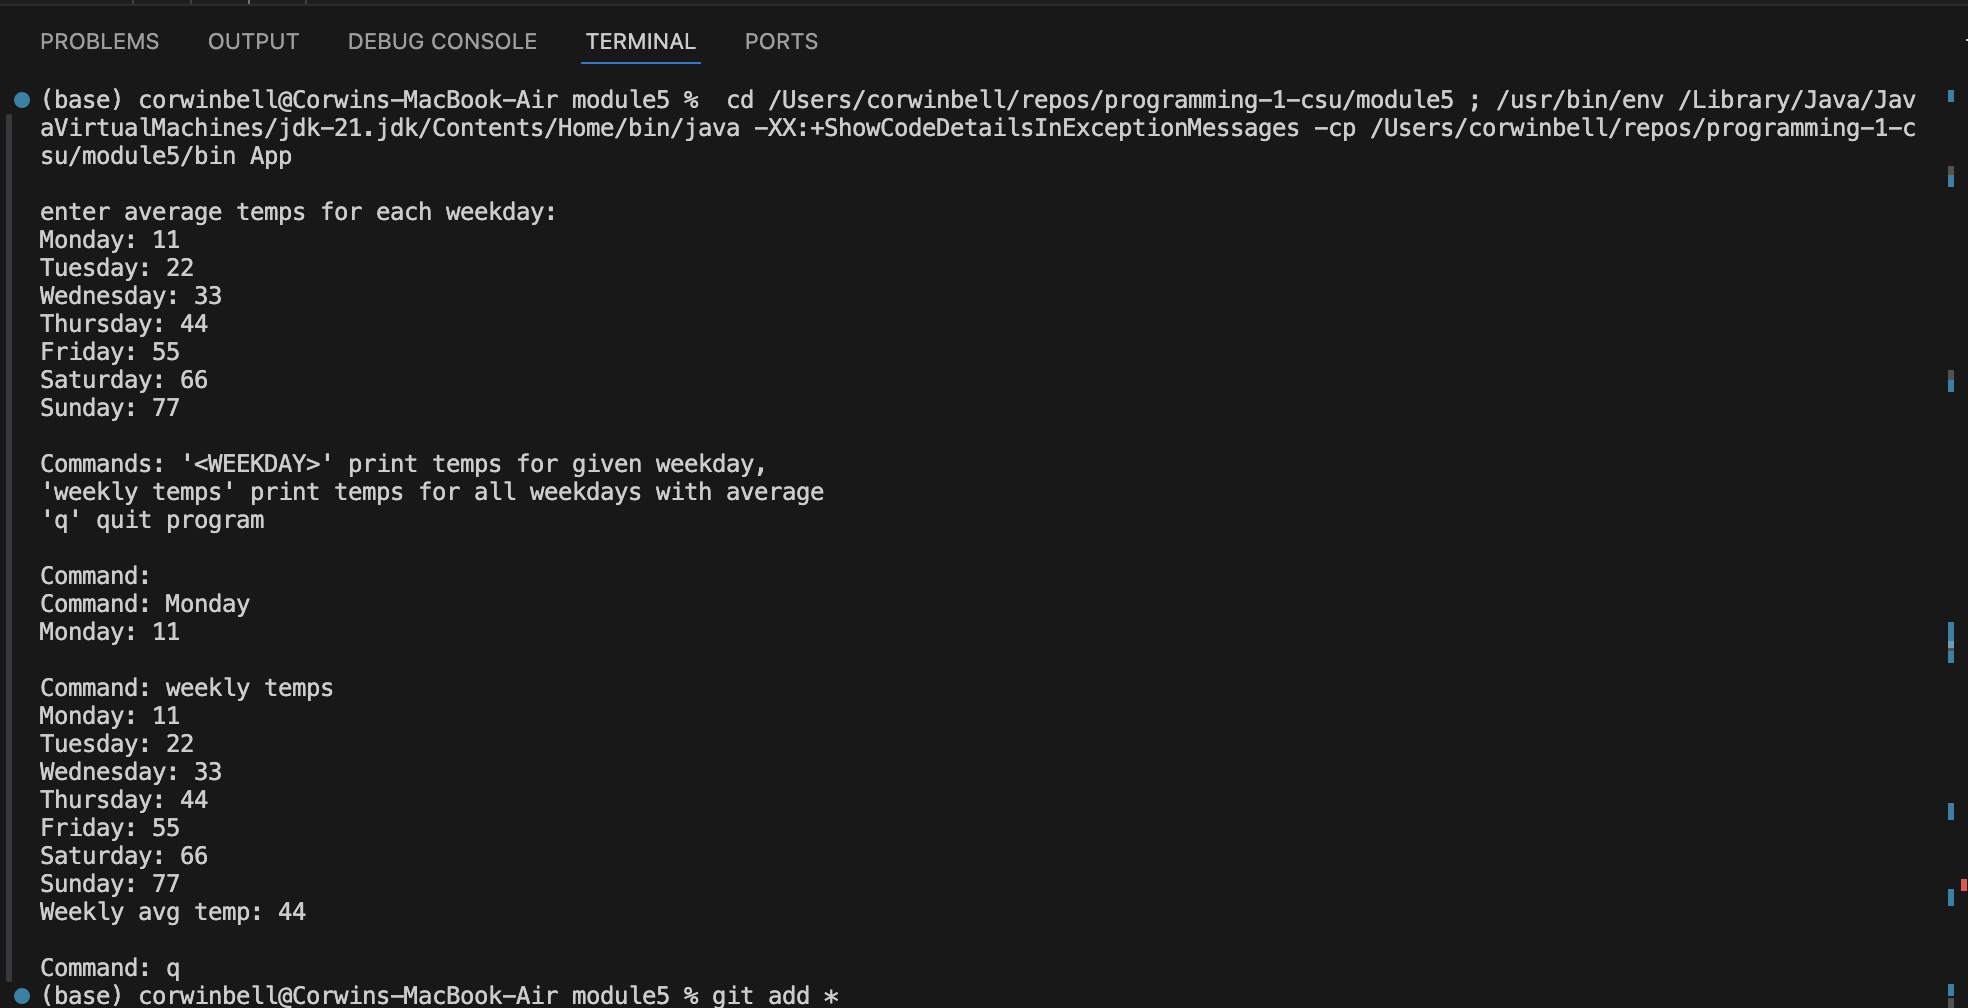 PROBLEMS OUTPUT DEBUG CONSOLE TERMINAL PORTS
(base) corwinbell@Corwins-MacBook-Air module5 %  cd /Users/corwinbell/repos/programming-1-csu/module5 ; /usr/bin/env /Library/Java/Jav
aVirtualMachines/jdk-21.jdk/Contents/Home/bin/java -XX:+ShowCodeDetailsInExceptionMessages -cp /Users/corwinbell/repos/programming-1-c
su/module5/bin App
enter average temps for each weekday:
Monday: 11
Tuesday: 22
Wednesday: 33
Thursday: 44
Friday: 55
Saturday: 66
Sunday: 77
Commands: '<WEEKDAY>' print temps for given weekday,
'weekly temps' print temps for all weekdays with average
'q' quit program
Command:
Command: Monday
Monday: 11
Command: weekly temps
Monday: 11
Tuesday: 22
Wednesday: 33
Thursday: 44
Friday: 55
Saturday: 66
Sunday: 77
Weekly avg temp: 44
Command: q
(base) corwinbell@Corwins-MacBook-Air module5 % git add *